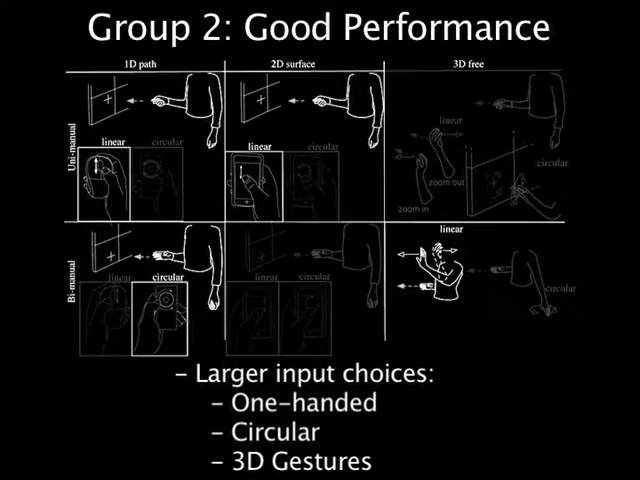 Group 2: Good Performance
1D path
2D surface
3D free
Uni-manual
linear
circular
linear
circular
linear
circular
zoom out
zoom in
Bi-manual
linear
circular
linear
circular
linear
circular
– Larger input choices:
– One-handed
– Circular
– 3D Gestures